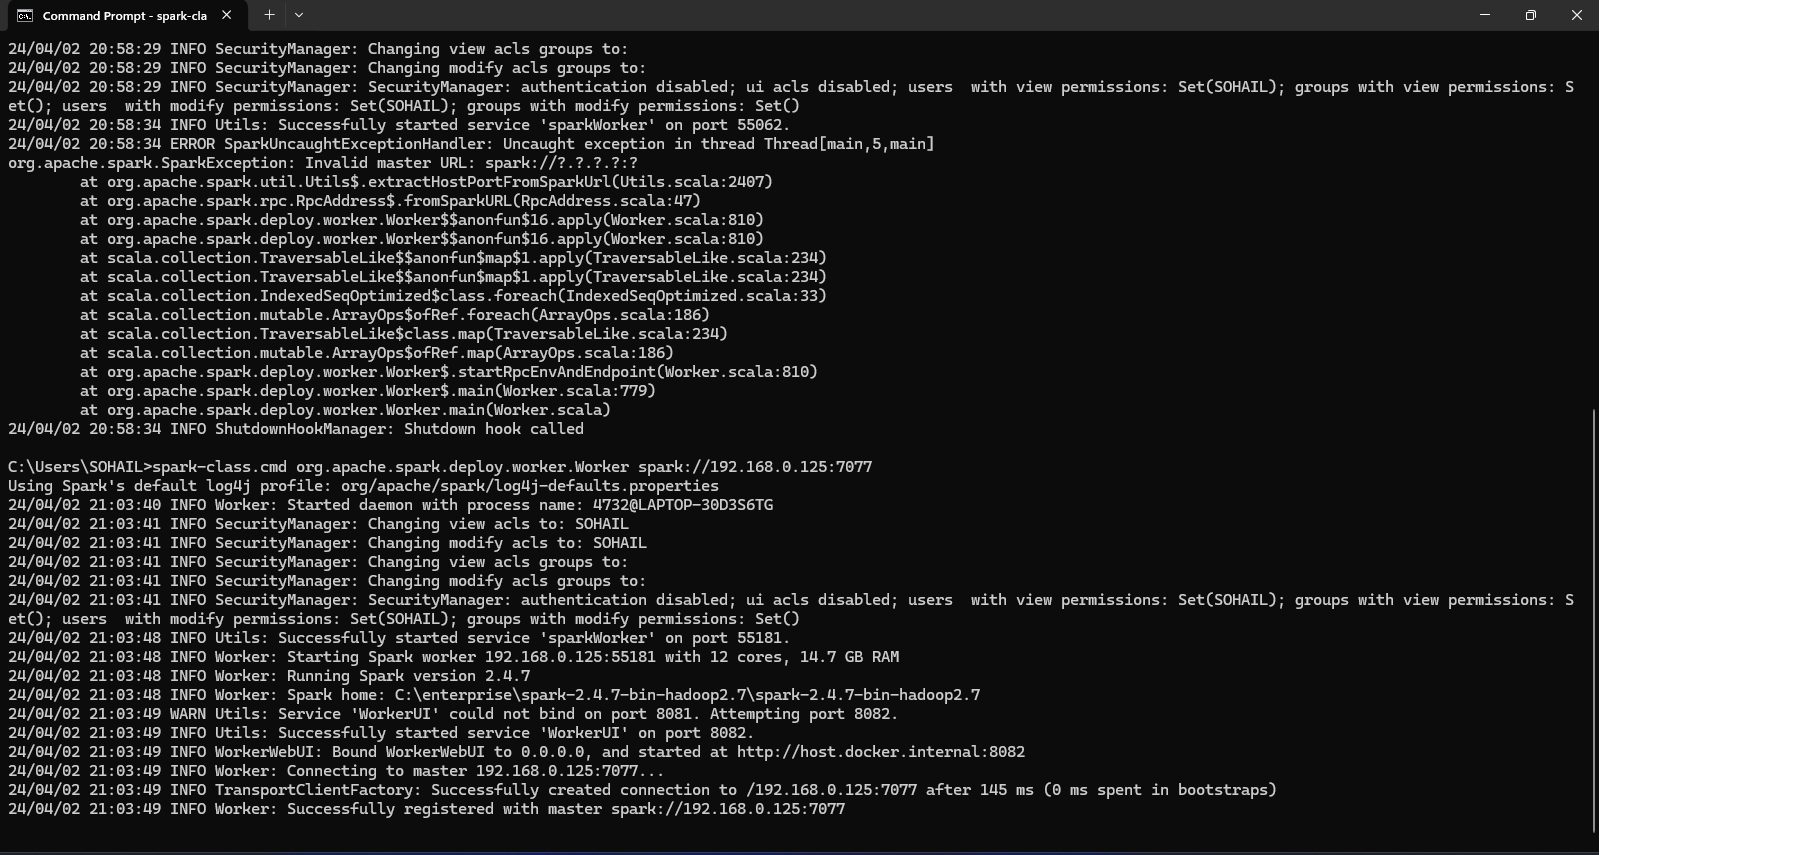 Command Prompt - spark-cla
24/04/02 20:58:29 INFO SecurityManager: Changing view acls groups to:
24/04/02 20:58:29 INFO SecurityManager: Changing modify acls groups to:
24/04/02 20:58:29 INFO SecurityManager: SecurityManager: authentication disabled; ui acls disabled; users  with view permissions: Set(SOHAIL); groups with view permissions: S
et(); users  with modify permissions: Set(SOHAIL); groups with modify permissions: Set()
24/04/02 20:58:34 INFO Utils: Successfully started service 'sparkWorker' on port 55062.
24/04/02 20:58:34 ERROR SparkUncaughtExceptionHandler: Uncaught exception in thread Thread[main,5,main]
org.apache.spark.SparkException: Invalid master URL: spark://?.?.?.?:?
        at org.apache.spark.util.Utils$.extractHostPortFromSparkUrl(Utils.scala:2407)
        at org.apache.spark.rpc.RpcAddress$.fromSparkURL(RpcAddress.scala:47)
        at org.apache.spark.deploy.worker.Worker$$anonfun$16.apply(Worker.scala:810)
        at org.apache.spark.deploy.worker.Worker$$anonfun$16.apply(Worker.scala:810)
        at scala.collection.TraversableLike$$anonfun$map$1.apply(TraversableLike.scala:234)
        at scala.collection.TraversableLike$$anonfun$map$1.apply(TraversableLike.scala:234)
        at scala.collection.IndexedSeqOptimized$class.foreach(IndexedSeqOptimized.scala:33)
        at scala.collection.mutable.ArrayOps$ofRef.foreach(ArrayOps.scala:186)
        at scala.collection.TraversableLike$class.map(TraversableLike.scala:234)
        at scala.collection.mutable.ArrayOps$ofRef.map(ArrayOps.scala:186)
        at org.apache.spark.deploy.worker.Worker$.startRpcEnvAndEndpoint(Worker.scala:810)
        at org.apache.spark.deploy.worker.Worker$.main(Worker.scala:779)
        at org.apache.spark.deploy.worker.Worker.main(Worker.scala)
24/04/02 20:58:34 INFO ShutdownHookManager: Shutdown hook called
C:\Users\SOHAIL>spark-class.cmd org.apache.spark.deploy.worker.Worker spark://192.168.0.125:7077
Using Spark's default log4j profile: org/apache/spark/log4j-defaults.properties
24/04/02 21:03:40 INFO Worker: Started daemon with process name: 4732@LAPTOP-30D3S6TG
24/04/02 21:03:41 INFO SecurityManager: Changing view acls to: SOHAIL
24/04/02 21:03:41 INFO SecurityManager: Changing modify acls to: SOHAIL
24/04/02 21:03:41 INFO SecurityManager: Changing view acls groups to:
24/04/02 21:03:41 INFO SecurityManager: Changing modify acls groups to:
24/04/02 21:03:41 INFO SecurityManager: SecurityManager: authentication disabled; ui acls disabled; users  with view permissions: Set(SOHAIL); groups with view permissions: S
et(); users  with modify permissions: Set(SOHAIL); groups with modify permissions: Set()
24/04/02 21:03:48 INFO Utils: Successfully started service 'sparkWorker' on port 55181.
24/04/02 21:03:48 INFO Worker: Starting Spark worker 192.168.0.125:55181 with 12 cores, 14.7 GB RAM
24/04/02 21:03:48 INFO Worker: Running Spark version 2.4.7
24/04/02 21:03:48 INFO Worker: Spark home: C:\enterprise\spark-2.4.7-bin-hadoop2.7\spark-2.4.7-bin-hadoop2.7
24/04/02 21:03:49 WARN Utils: Service 'WorkerUI' could not bind on port 8081. Attempting port 8082.
24/04/02 21:03:49 INFO Utils: Successfully started service 'WorkerUI' on port 8082.
24/04/02 21:03:49 INFO WorkerWebUI: Bound WorkerWebUI to 0.0.0.0, and started at http://host.docker.internal:8082
24/04/02 21:03:49 INFO Worker: Connecting to master 192.168.0.125:7077...
24/04/02 21:03:49 INFO TransportClientFactory: Successfully created connection to /192.168.0.125:7077 after 145 ms (0 ms spent in bootstraps)
24/04/02 21:03:49 INFO Worker: Successfully registered with master spark://192.168.0.125:7077